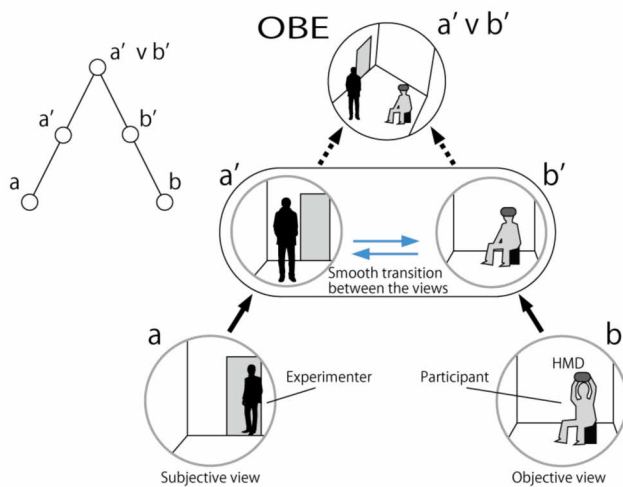 OBE
a’ v b’
a’ v b’
a’
b’
a
b
a’
b’
Smooth transition
between the views
a
b
Experimenter
Participant
HMD
Subjective view
Objective view